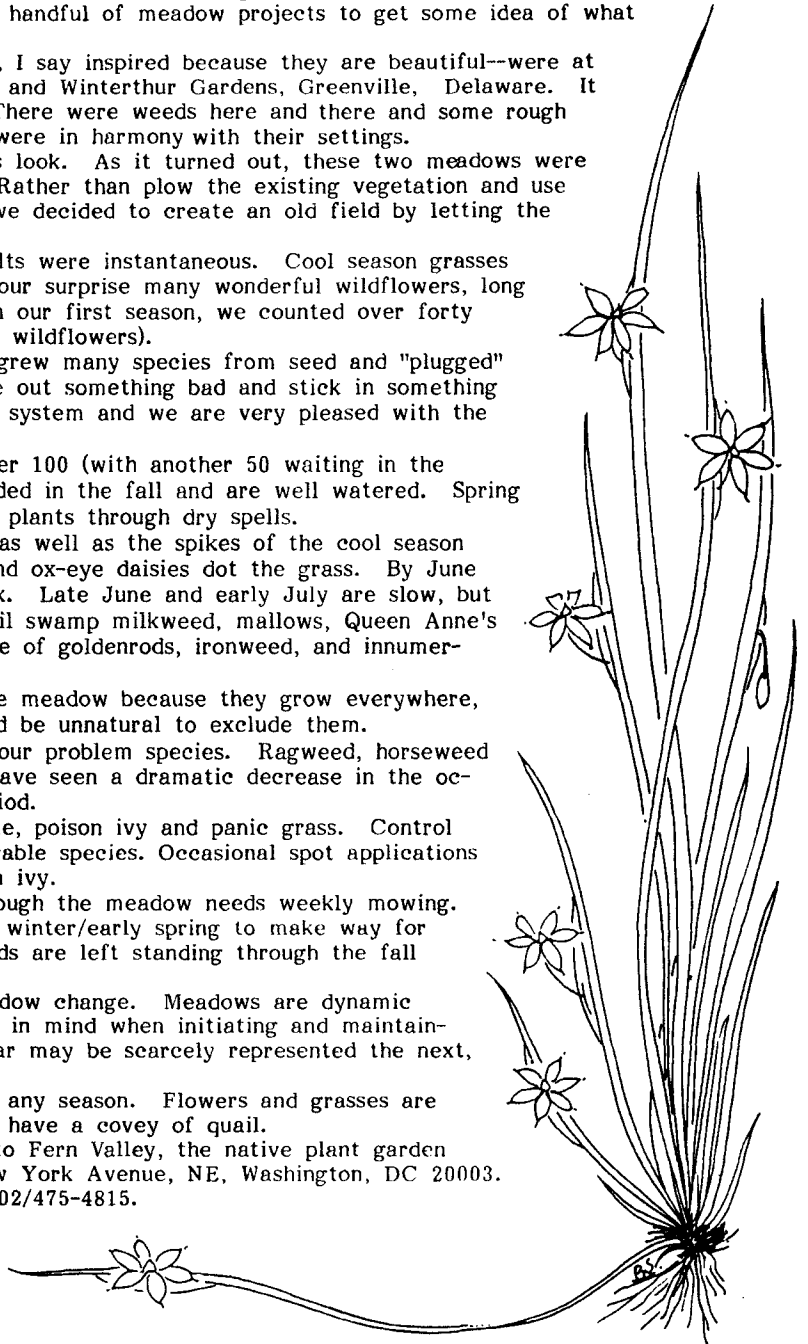 handful of meadow projects to get some idea of what
I say inspired because they are beautiful--were at
and Winterthur Gardens, Greenville, Delaware. It
There were weeds here and there and some rough
were in harmony with their settings.
look. As it turned out, these two meadows were
Rather than plow the existing vegetation and use
we decided to create an old field by letting the
lts were instantaneous. Cool season grasses
our surprise many wonderful wildflowers, long
our first season, we counted over forty
wildflowers).
grew many species from seed and "plugged"
e out something bad and stick in something
system and we are very pleased with the
er 100 (with another 50 waiting in the
ded in the fall and are well watered. Spring
plants through dry spells.
as well as the spikes of the cool season
nd ox-eye daisies dot the grass. By June
k. Late June and early July are slow, but
il swamp milkweed, mallows, Queen Anne's
e of goldenrods, ironweed, and innumer-
e meadow because they grow everywhere,
d be unnatural to exclude them.
our problem species. Ragweed, horseweed
ave seen a dramatic decrease in the oc-
iod.
e, poison ivy and panic grass. Control
able species. Occasional spot applications
n ivy.
ough the meadow needs weekly mowing.
winter/early spring to make way for
ds are left standing through the fall
dow change. Meadows are dynamic
in mind when initiating and maintain-
ar may be scarcely represented the next,
any season. Flowers and grasses are
have a covey of quail.
to Fern Valley, the native plant garden
w York Avenue, NE, Washington, DC 20003.
02/475-4815.